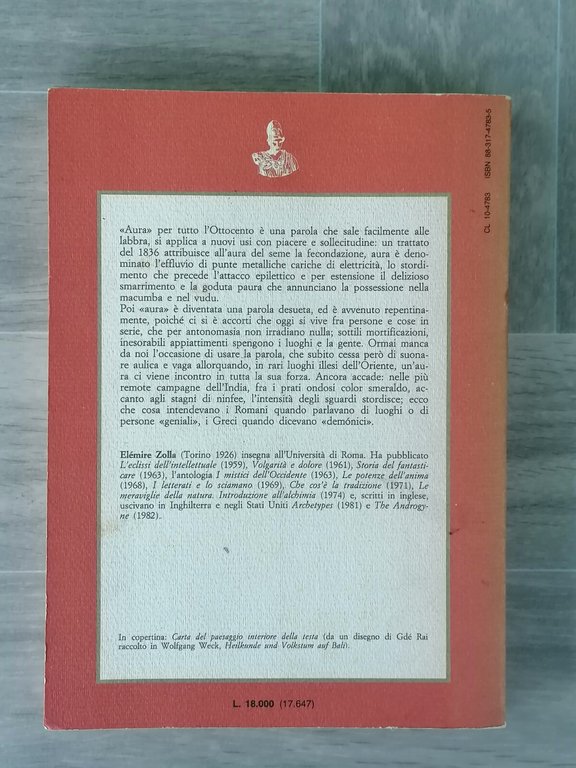 CL 10-4783 ISBN 88-317-4783-5
«Aura» per tutto l'Ottocento è una parola che sale facilmente alle
labbra, si applica a nuovi usi con piacere e sollecitudine: un trattato
del 1836 attribuisce all'aura del seme la fecondazione, aura è deno-
minato l'effluvio di punte metalliche cariche di elettricità, lo stordi-
mento che precede l'attacco epilettico e per estensione il delizioso
smarrimento e la goduta paura che annunciano la possessione nella
macumba e nel vudu.
Poi «aura» è diventata una parola desueta, ed è avvenuto repentina-
mente, poiché ci si è accorti che oggi si vive fra persone e cose in
serie, che per antonomasia non irradiano nulla; sottili mortificazioni,
inesorabili appiattimenti spengono i luoghi e la gente. Ormai manca
da noi l'occasione di usare la parola, che subito cessa però di suona-
re aulica e vaga allorquando, in rari luoghi illesi dell'Oriente, un'au-
ra ci viene incontro in tutta la sua forza. Ancora accade: nelle più
remote campagne dell'India, fra i prati ondosi color smeraldo, ac-
canto agli stagni di ninfee, l'intensità degli sguardi stordisce; ecco
che cosa intendevano i Romani quando parlavano di luoghi o di
persone «geniali», i Greci quando dicevano «demónici».
Elémire Zolla (Torino 1926) insegna all'Università di Roma. Ha pubblicato
L'eclissi dell'intellettuale (1959), Volgarità e dolore (1961), Storia del fantasti-
care (1963), l'antologia I mistici dell'Occidente (1963), Le potenze dell'anima
(1968), I letterati e lo sciamano (1969), Che cos'è la tradizione (1971), Le
meraviglie della natura. Introduzione all'alchimia (1974) e, scritti in inglese,
uscivano in Inghilterra e negli Stati Uniti Archetypes (1981) e The Androgy-
ne (1982).
In copertina: Carta del paesaggio interiore della testa (da un disegno di Gdé Rai
raccolto in Wolfgang Weck, Heilkunde und Volkstum auf Bali).
L. 18.000 (17.647)